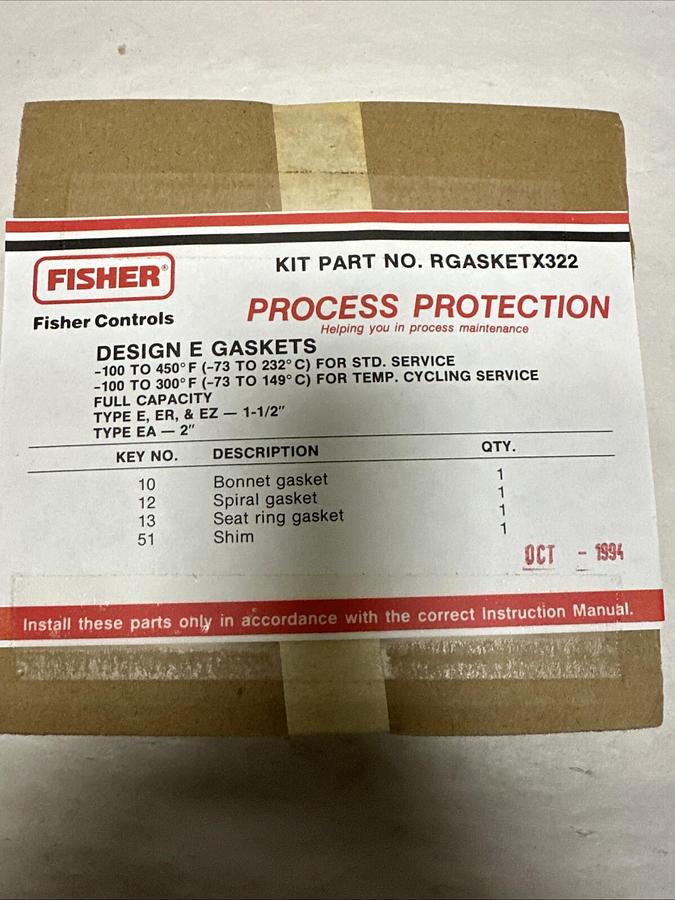 KIT PART NO. RGASKETX322
FISHER®
Fisher Controls
PROCESS PROTECTION
Helping you in process maintenance
DESIGN E GASKETS
-100 TO 450°F (-73 TO 232°C) FOR STD. SERVICE
-100 TO 300°F (-73 TO 149°C) FOR TEMP. CYCLING SERVICE
FULL CAPACITY
TYPE E, ER, & EZ — 1-1/2"
TYPE EA — 2"
KEY NO. DESCRIPTION QTY.
10 Bonnet gasket 1
12 Spiral gasket 1
13 Seat ring gasket 1
51 Shim 1
OCT - 1994
Install these parts only in accordance with the correct Instruction Manual.